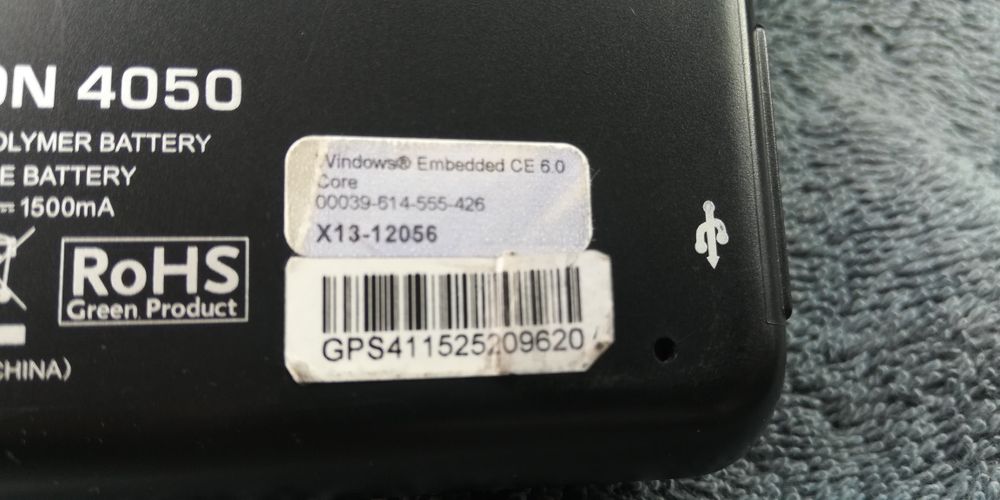 ON 4050
OLYMER BATTERY
E BATTERY
⎓1500mA
RoHS
Green Product
CHINA)
Windows® Embedded CE 6.0
Core
00039-614-555-426
X13-12056
GPS411525209620